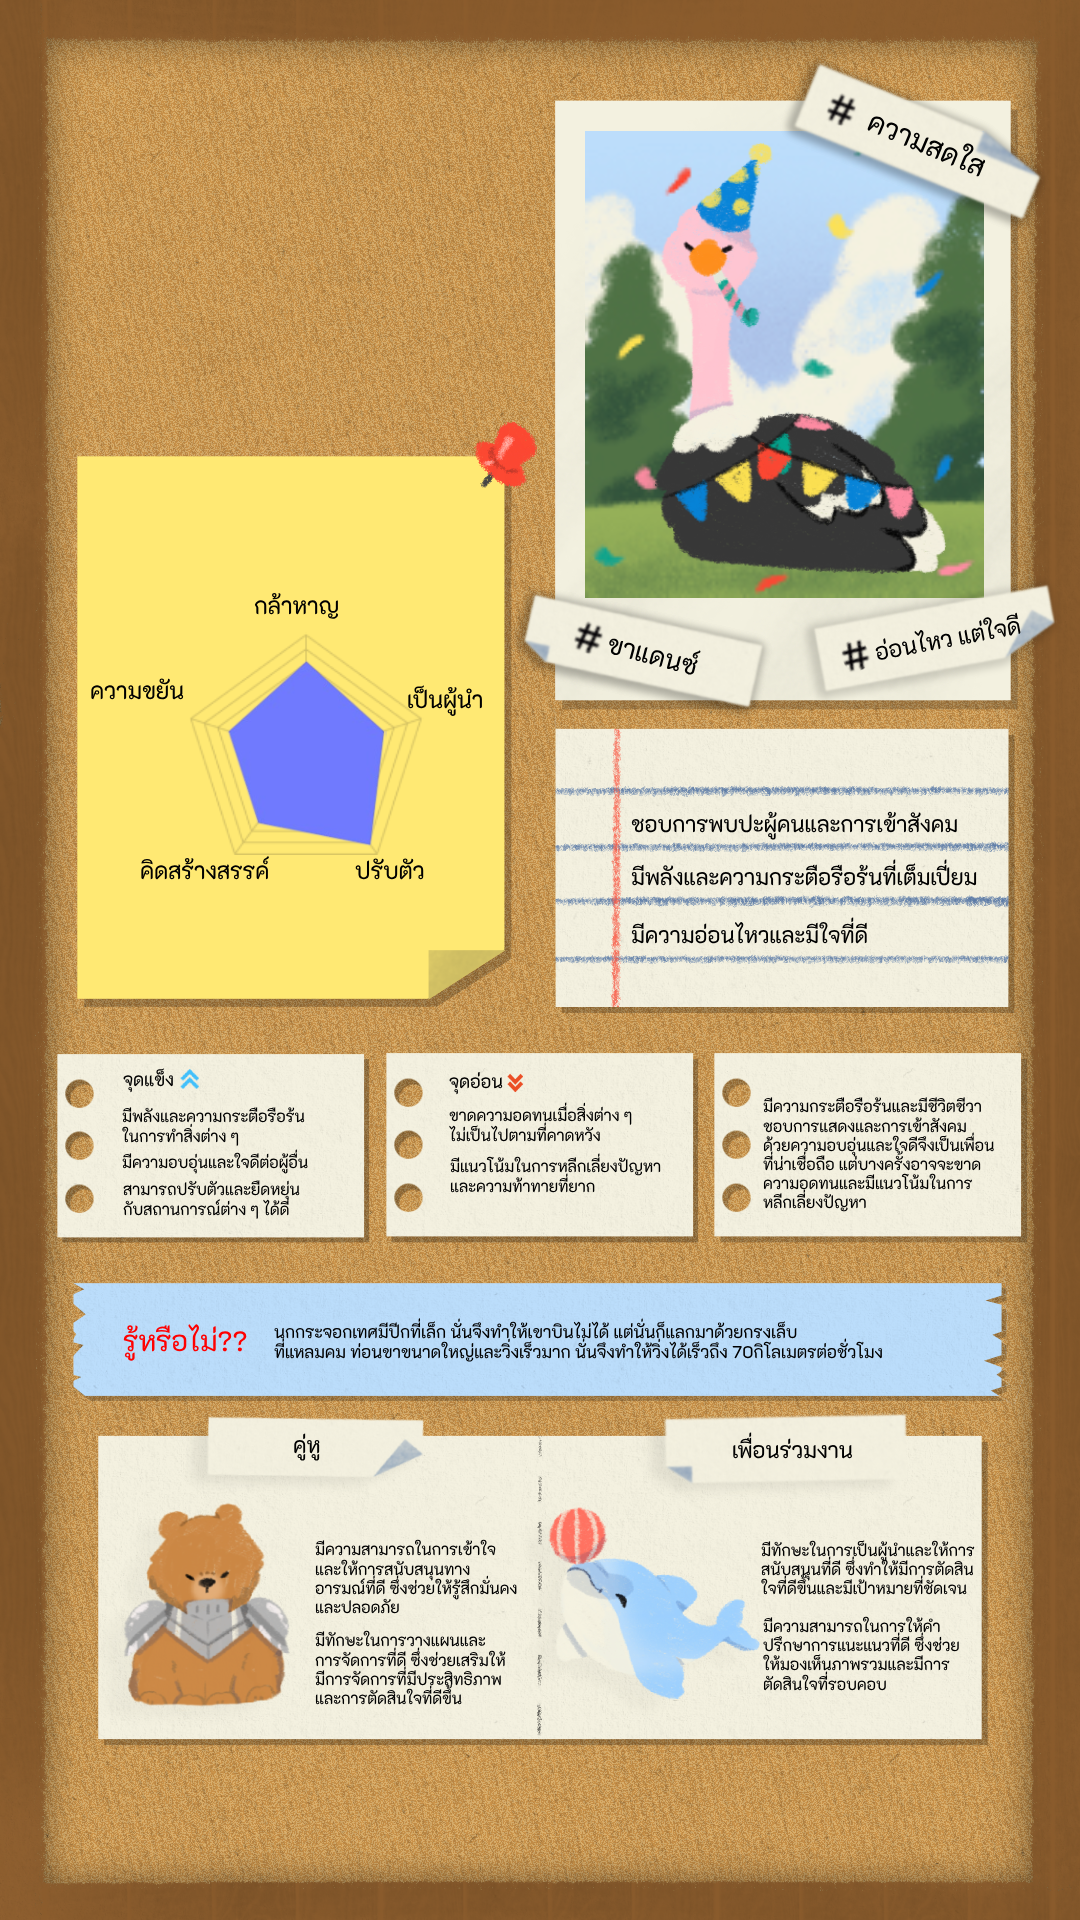 # ความสดใส
# ขาแดนซ์
# อ่อนไหว แต่ใจดี
กล้าหาญ
ความขยัน
เป็นผู้นำ
คิดสร้างสรรค์
ปรับตัว
ชอบการพบปะผู้คนและการเข้าสังคม
มีพลังและความกระตือรือร้นที่เต็มเปี่ยม
มีความอ่อนไหวและมีใจที่ดี
จุดแข็ง
มีพลังและความกระตือรือร้น
ในการทำสิ่งต่าง ๆ
มีความอบอุ่นและใจดีต่อผู้อื่น
สามารถปรับตัวและยืดหยุ่น
กับสถานการณ์ต่าง ๆ ได้ดี
จุดอ่อน
ขาดความอดทนเมื่อสิ่งต่าง ๆ
ไม่เป็นไปตามที่คาดหวัง
มีแนวโน้มในการหลีกเลี่ยงปัญหา
และความท้าทายที่ยาก
มีความกระตือรือร้นและมีชีวิตชีวา
ชอบการแสดงและการเข้าสังคม
ด้วยความอบอุ่นและใจดีจึงเป็นเพื่อน
ที่น่าเชื่อถือ แต่บางครั้งอาจจะขาด
ความอดทนและมีแนวโน้มในการ
หลีกเลี่ยงปัญหา
รู้หรือไม่??
นกกระจอกเทศมีปีกที่เล็ก นั่นจึงทำให้เขาบินไม่ได้ แต่นั่นก็แลกมาด้วยกรงเล็บ
ที่แหลมคม ท่อนขาขนาดใหญ่และวิ่งเร็วมาก นั่นจึงทำให้วิ่งได้เร็วถึง 70กิโลเมตรต่อชั่วโมง
คู่หู
มีความสามารถในการเข้าใจ
และให้การสนับสนุนทาง
อารมณ์ที่ดี ซึ่งช่วยให้รู้สึกมั่นคง
และปลอดภัย
มีทักษะในการวางแผนและ
การจัดการที่ดี ซึ่งช่วยเสริมให้
มีการจัดการที่มีประสิทธิภาพ
และการตัดสินใจที่ดีขึ้น
เพื่อนร่วมงาน
มีทักษะในการเป็นผู้นำและให้การ
สนับสนุนที่ดี ซึ่งทำให้มีการตัดสิน
ใจที่ดีขึ้นและมีเป้าหมายที่ชัดเจน
มีความสามารถในการให้คำ
ปรึกษาการแนะแนวที่ดี ซึ่งช่วย
ให้มองเห็นภาพรวมและมีการ
ตัดสินใจที่รอบคอบ